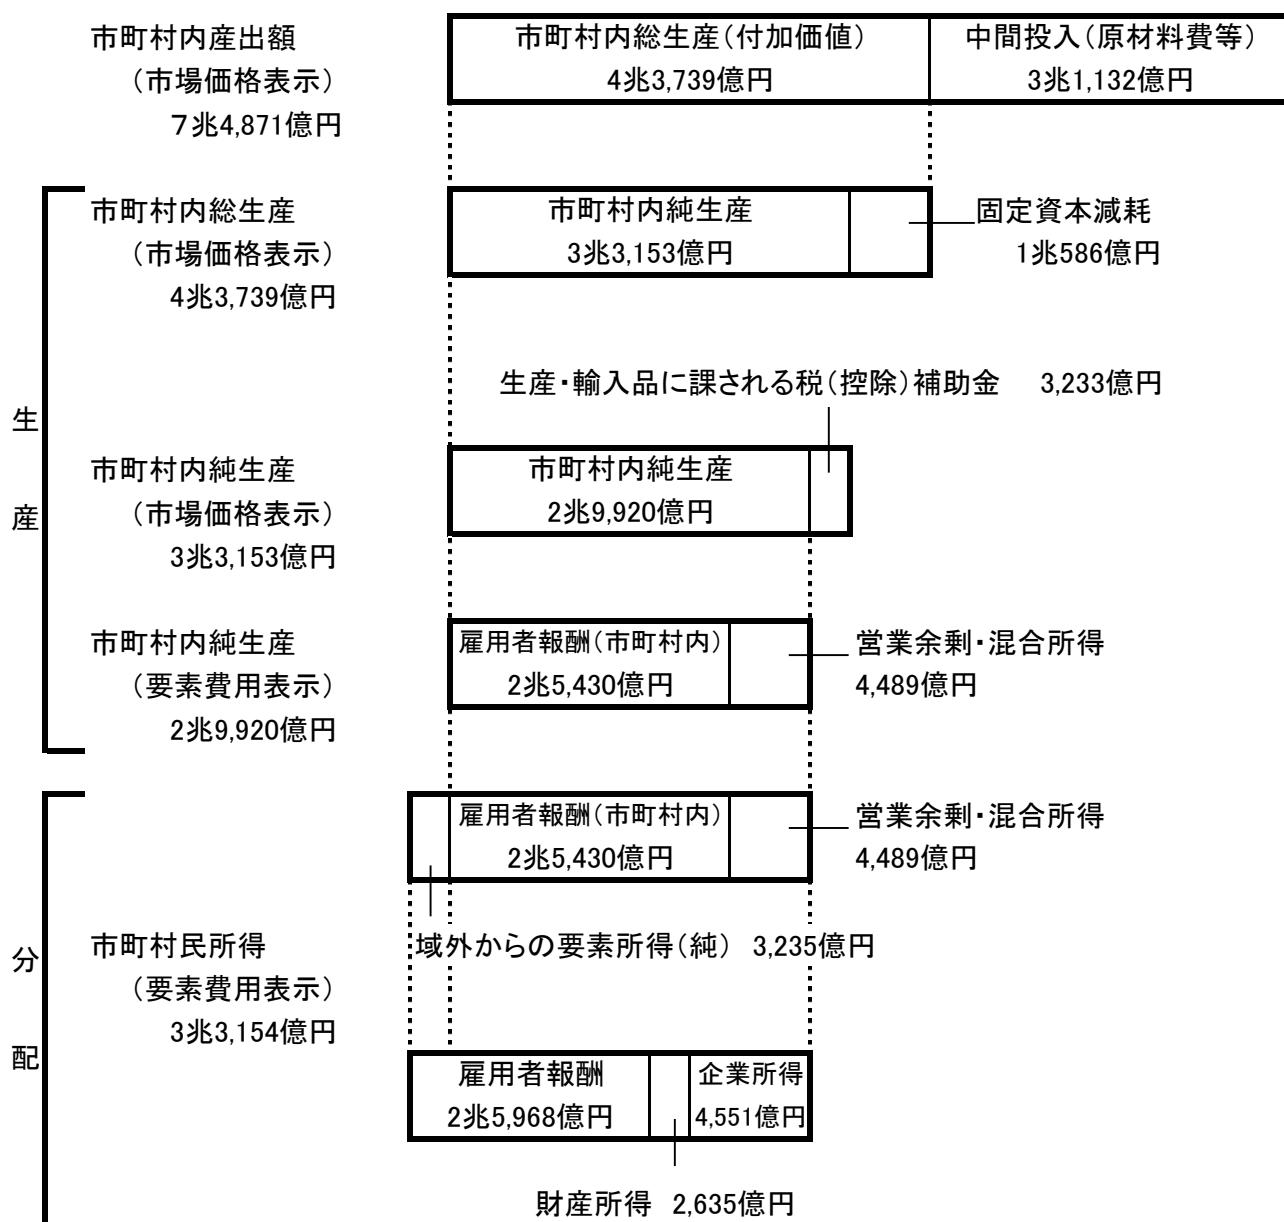 市町村内産出額
（市場価格表示）
７兆4,871億円
市町村内総生産（付加価値）
4兆3,739億円
中間投入（原材料費等）
3兆1,132億円
生産
市町村内総生産
（市場価格表示）
4兆3,739億円
市町村内純生産
3兆3,153億円
固定資本減耗
1兆586億円
生産・輸入品に課される税（控除）補助金 3,233億円
市町村内純生産
（市場価格表示）
3兆3,153億円
市町村内純生産
2兆9,920億円
市町村内純生産
（要素費用表示）
2兆9,920億円
雇用者報酬（市町村内）
2兆5,430億円
営業余剰・混合所得
4,489億円
分配
雇用者報酬（市町村内）
2兆5,430億円
営業余剰・混合所得
4,489億円
市町村民所得
（要素費用表示）
3兆3,154億円
域外からの要素所得（純） 3,235億円
雇用者報酬
2兆5,968億円
企業所得
4,551億円
財産所得 2,635億円